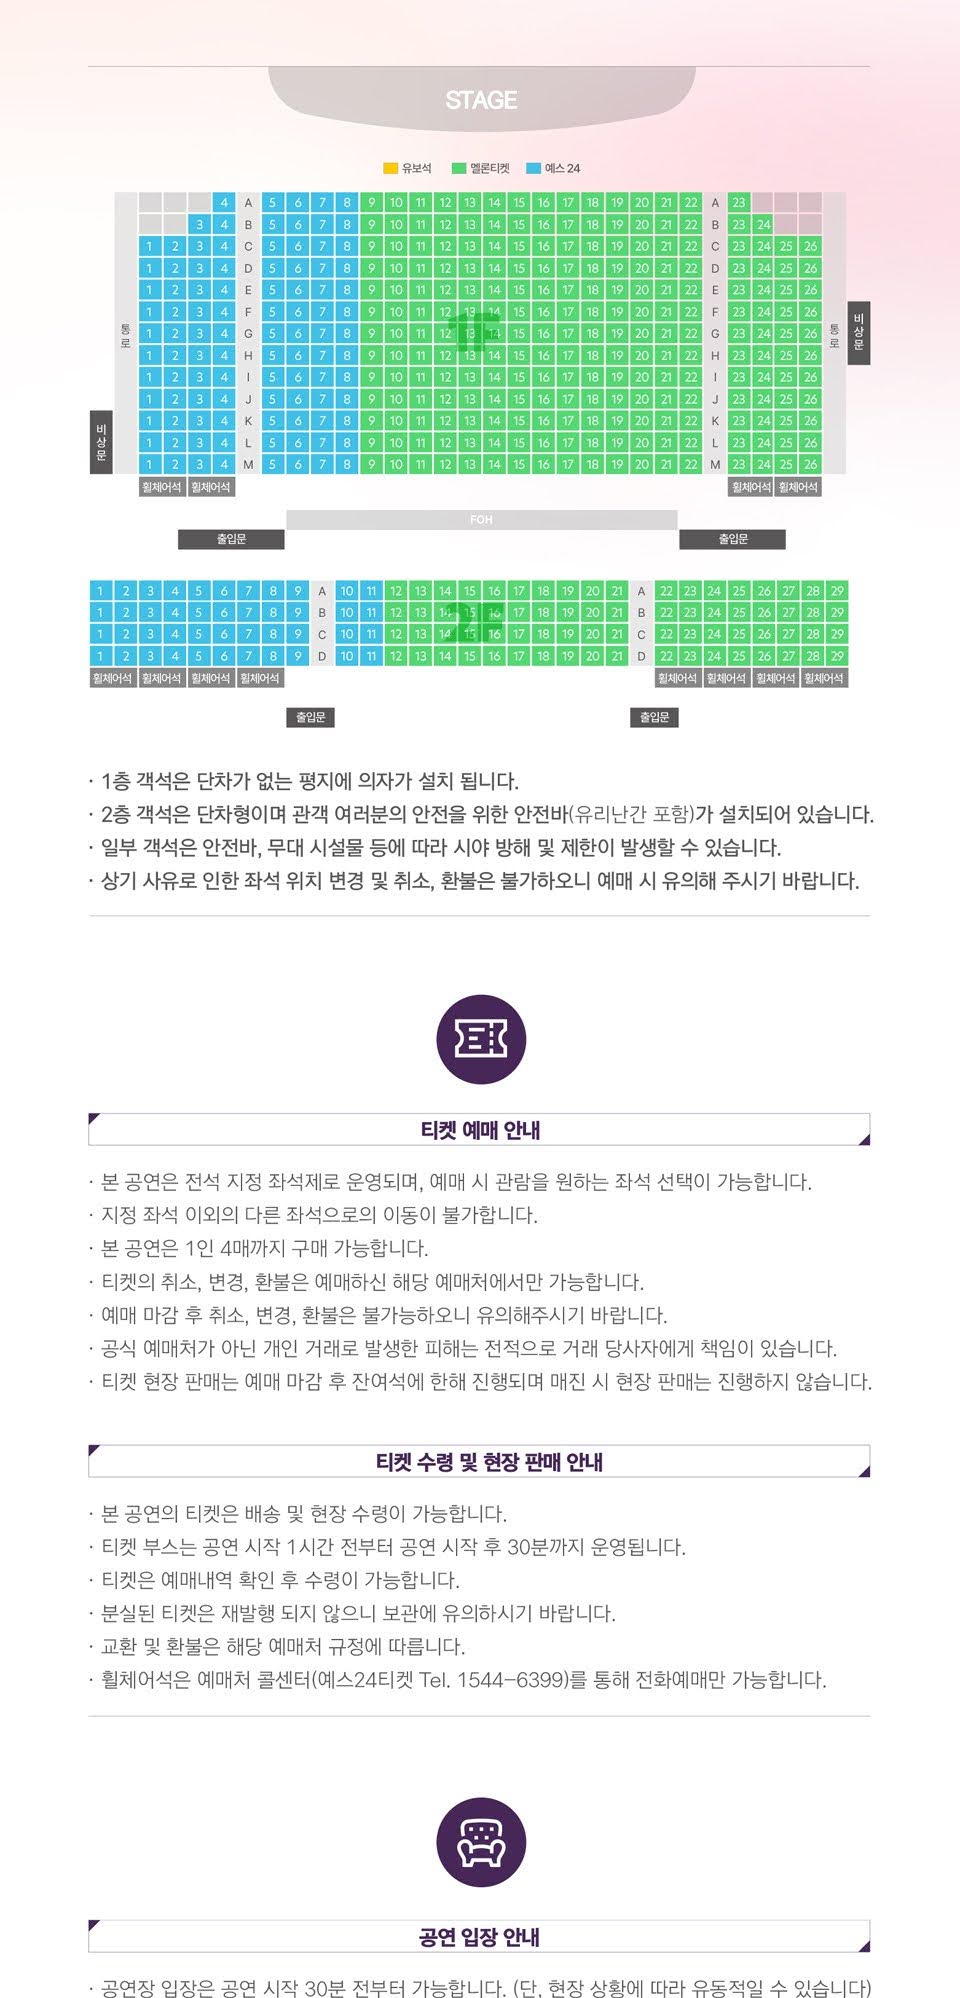 STAGE
유보석 멜론티켓 예스 24
4 A 5 6 7 8 9 10 11 12 13 14 15 16 17 18 19 20 21 22 A 23
3 4 B 5 6 7 8 9 10 11 12 13 14 15 16 17 18 19 20 21 22 B 23 24
1 2 3 4 C 5 6 7 8 9 10 11 12 13 14 15 16 17 18 19 20 21 22 C 23 24 25 26
1 2 3 4 D 5 6 7 8 9 10 11 12 13 14 15 16 17 18 19 20 21 22 D 23 24 25 26
1 2 3 4 E 5 6 7 8 9 10 11 12 13 14 15 16 17 18 19 20 21 22 E 23 24 25 26
1 2 3 4 F 5 6 7 8 9 10 11 12 13 14 15 16 17 18 19 20 21 22 F 23 24 25 26
통로 1F 통로 비상문
1 2 3 4 G 5 6 7 8 9 10 11 12 13 14 15 16 17 18 19 20 21 22 G 23 24 25 26
1 2 3 4 H 5 6 7 8 9 10 11 12 13 14 15 16 17 18 19 20 21 22 H 23 24 25 26
1 2 3 4 I 5 6 7 8 9 10 11 12 13 14 15 16 17 18 19 20 21 22 I 23 24 25 26
1 2 3 4 J 5 6 7 8 9 10 11 12 13 14 15 16 17 18 19 20 21 22 J 23 24 25 26
1 2 3 4 K 5 6 7 8 9 10 11 12 13 14 15 16 17 18 19 20 21 22 K 23 24 25 26
비상문
1 2 3 4 L 5 6 7 8 9 10 11 12 13 14 15 16 17 18 19 20 21 22 L 23 24 25 26
1 2 3 4 M 5 6 7 8 9 10 11 12 13 14 15 16 17 18 19 20 21 22 M 23 24 25 26
휠체어석 휠체어석 휠체어석 휠체어석
FOH
출입문 출입문
1 2 3 4 5 6 7 8 9 A 10 11 12 13 14 15 16 17 18 19 20 21 A 22 23 24 25 26 27 28 29
1 2 3 4 5 6 7 8 9 B 10 11 12 13 14 15 16 17 18 19 20 21 B 22 23 24 25 26 27 28 29
2F
1 2 3 4 5 6 7 8 9 C 10 11 12 13 14 15 16 17 18 19 20 21 C 22 23 24 25 26 27 28 29
1 2 3 4 5 6 7 8 9 D 10 11 12 13 14 15 16 17 18 19 20 21 D 22 23 24 25 26 27 28 29
휠체어석 휠체어석 휠체어석 휠체어석 휠체어석 휠체어석 휠체어석 휠체어석
출입문 출입문
· 1층 객석은 단차가 없는 평지에 의자가 설치 됩니다.
· 2층 객석은 단차형이며 관객 여러분의 안전을 위한 안전바(유리난간 포함)가 설치되어 있습니다.
· 일부 객석은 안전바, 무대 시설물 등에 따라 시야 방해 및 제한이 발생할 수 있습니다.
· 상기 사유로 인한 좌석 위치 변경 및 취소, 환불은 불가하오니 예매 시 유의해 주시기 바랍니다.
티켓 예매 안내
· 본 공연은 전석 지정 좌석제로 운영되며, 예매 시 관람을 원하는 좌석 선택이 가능합니다.
· 지정 좌석 이외의 다른 좌석으로의 이동이 불가합니다.
· 본 공연은 1인 4매까지 구매 가능합니다.
· 티켓의 취소, 변경, 환불은 예매하신 해당 예매처에서만 가능합니다.
· 예매 마감 후 취소, 변경, 환불은 불가능하오니 유의해주시기 바랍니다.
· 공식 예매처가 아닌 개인 거래로 발생한 피해는 전적으로 거래 당사자에게 책임이 있습니다.
· 티켓 현장 판매는 예매 마감 후 잔여석에 한해 진행되며 매진 시 현장 판매는 진행하지 않습니다.
티켓 수령 및 현장 판매 안내
· 본 공연의 티켓은 배송 및 현장 수령이 가능합니다.
· 티켓 부스는 공연 시작 1시간 전부터 공연 시작 후 30분까지 운영됩니다.
· 티켓은 예매내역 확인 후 수령이 가능합니다.
· 분실된 티켓은 재발행 되지 않으니 보관에 유의하시기 바랍니다.
· 교환 및 환불은 해당 예매처 규정에 따릅니다.
· 휠체어석은 예매처 콜센터(예스24티켓 Tel. 1544-6399)를 통해 전화예매만 가능합니다.
공연 입장 안내
· 공연장 입장은 공연 시작 30분 전부터 가능합니다. (단, 현장 상황에 따라 유동적일 수 있습니다)